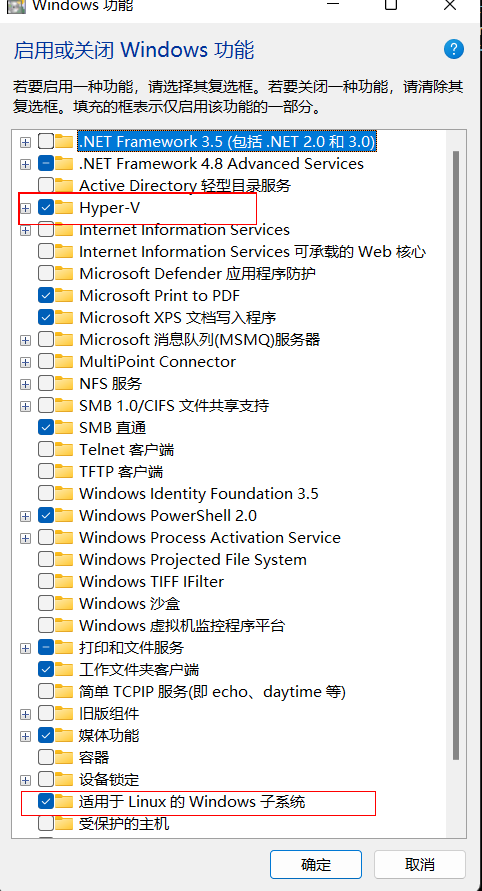 Windows 功能
启用或关闭 Windows 功能
若要启用一种功能，请选择其复选框。若要关闭一种功能，请清除其
复选框。填充的框表示仅启用该功能的一部分。
.NET Framework 3.5 (包括 .NET 2.0 和 3.0)
.NET Framework 4.8 Advanced Services
Active Directory 轻型目录服务
Hyper-V
Internet Information Services
Internet Information Services 可承载的 Web 核心
Microsoft Defender 应用程序防护
Microsoft Print to PDF
Microsoft XPS 文档写入程序
Microsoft 消息队列(MSMQ)服务器
MultiPoint Connector
NFS 服务
SMB 1.0/CIFS 文件共享支持
SMB 直通
Telnet 客户端
TFTP 客户端
Windows Identity Foundation 3.5
Windows PowerShell 2.0
Windows Process Activation Service
Windows Projected File System
Windows TIFF IFilter
Windows 沙盒
Windows 虚拟机监控程序平台
打印和文件服务
工作文件夹客户端
简单 TCPIP 服务(即 echo、daytime 等)
旧版组件
媒体功能
容器
设备锁定
适用于 Linux 的 Windows 子系统
受保护的主机
确定
取消